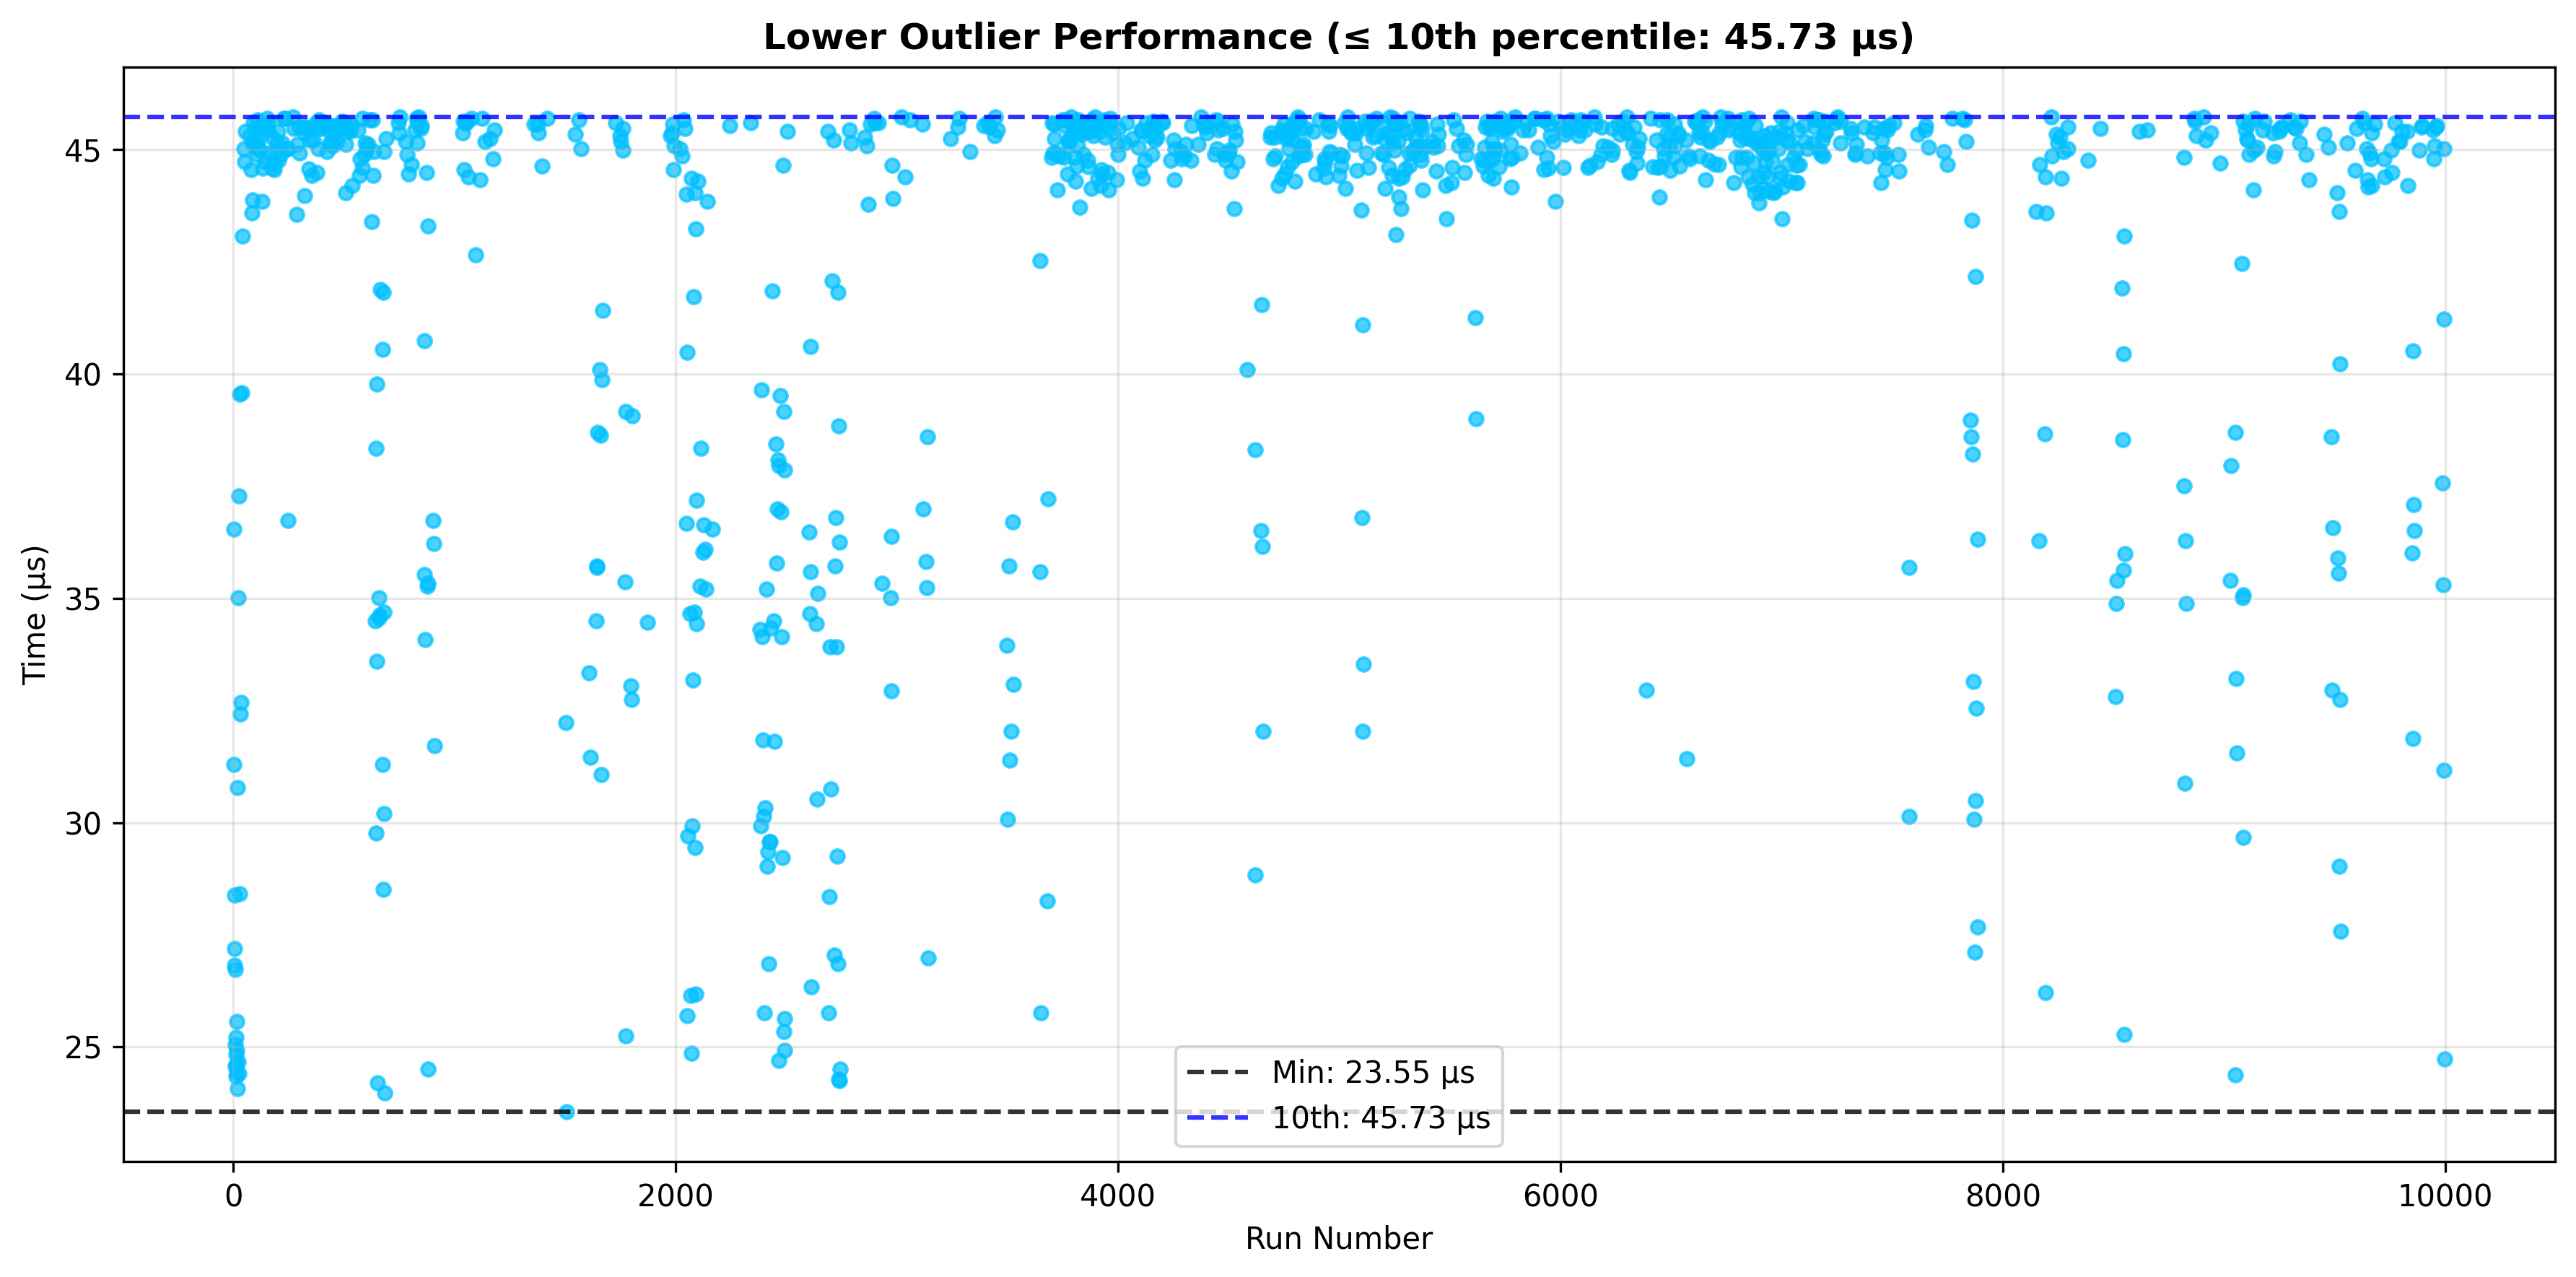 Lower Outlier Performance (≤ 10th percentile: 45.73 μs)
Time (μs)
45
40
35
30
25
Min: 23.55 μs
10th: 45.73 μs
0 2000 4000 6000 8000 10000
Run Number